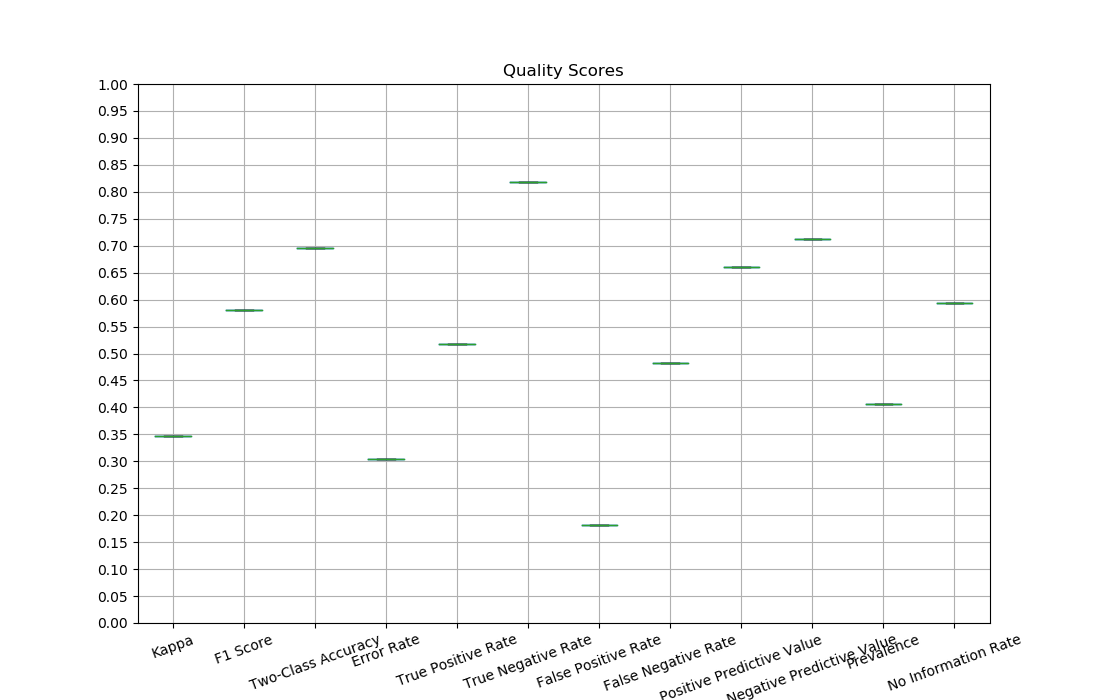 Quality Scores
1.00
0.95
0.90
0.85
0.80
0.75
0.70
0.65
0.60
0.55
0.50
0.45
0.40
0.35
0.30
0.25
0.20
0.15
0.10
0.05
0.00
Kappa
F1 Score
Two-Class Accuracy
Error Rate
True Positive Rate
True Negative Rate
False Positive Rate
False Negative Rate
Positive Predictive Value
Negative Predictive Value
Prevalence
No Information Rate